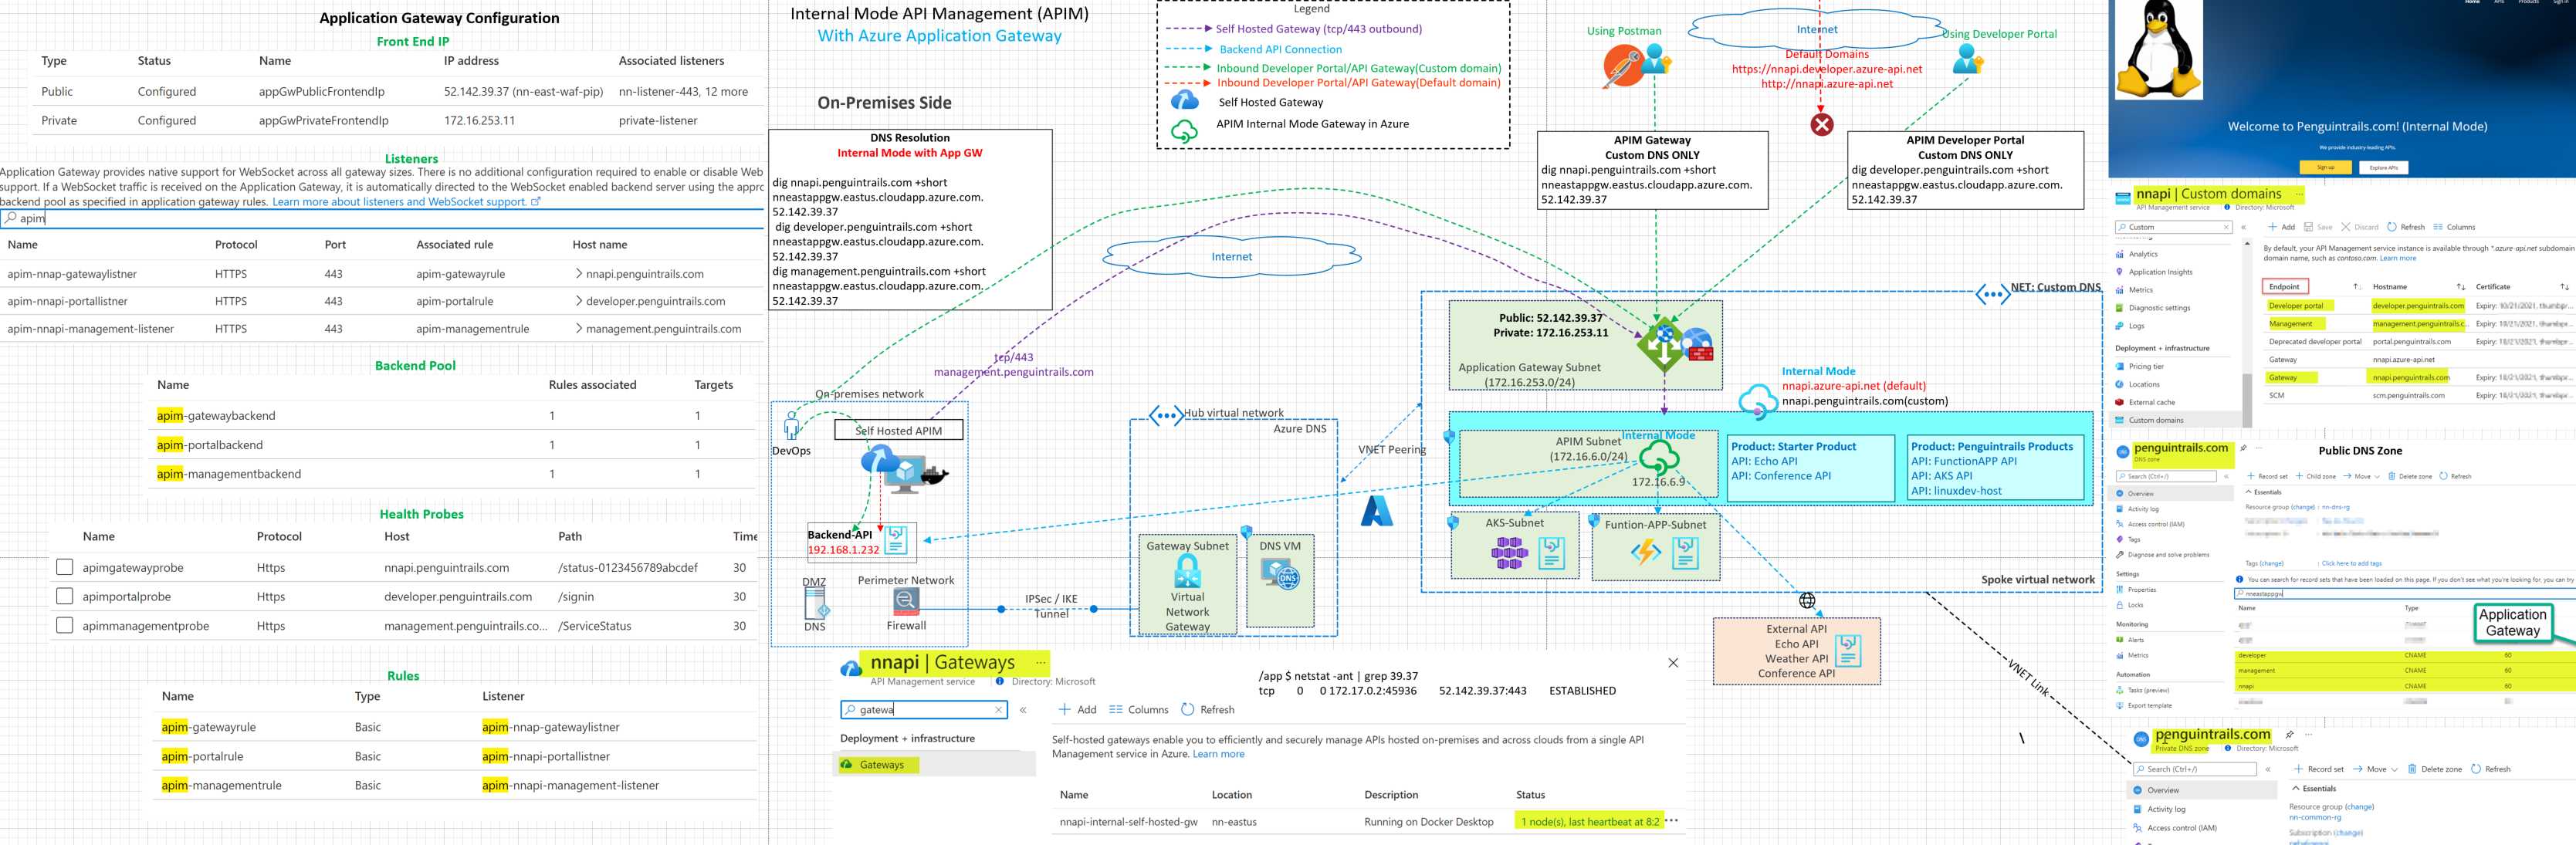 Application Gateway Configuration
Front End IP
Type Status Name IP address Associated listeners
Public Configured appGwPublicFrontendIp 52.142.39.37 (nn-east-waf-pip) nn-listener-443, 12 more
Private Configured appGwPrivateFrontendIp 172.16.253.11 private-listener
Listeners
Application Gateway provides native support for WebSocket across all gateway sizes. There is no additional configuration required to enable or disable Web
support. If a WebSocket traffic is received on the Application Gateway, it is automatically directed to the WebSocket enabled backend server using the appro
backend pool as specified in application gateway rules. Learn more about listeners and WebSocket support.
apim
Name Protocol Port Associated rule Host name
apim-nnap-gatewaylistner HTTPS 443 apim-gatewayrule > nnapi.penguintrails.com
apim-nnapi-portallistner HTTPS 443 apim-portalrule > developer.penguintrails.com
apim-nnapi-management-listener HTTPS 443 apim-managementrule > management.penguintrails.com
Backend Pool
Name Rules associated Targets
apim-gatewaybackend 1 1
apim-portalbackend 1 1
apim-managementbackend 1 1
Health Probes
Name Protocol Host Path Time
apimgatewayprobe Https nnapi.penguintrails.com /status-0123456789abcdef 30
apimportalprobe Https developer.penguintrails.com /signin 30
apimmanagementprobe Https management.penguintrails.co... /ServiceStatus 30
Rules
Name Type Listener
apim-gatewayrule Basic apim-nnap-gatewaylistner
apim-portalrule Basic apim-nnapi-portallistner
apim-managementrule Basic apim-nnapi-management-listener
Internal Mode API Management (APIM)
With Azure Application Gateway
On-Premises Side
DNS Resolution
Internal Mode with App GW
dig nnapi.penguintrails.com +short
nneastappgw.eastus.cloudapp.azure.com.
52.142.39.37
dig developer.penguintrails.com +short
nneastappgw.eastus.cloudapp.azure.com.
52.142.39.37
dig management.penguintrails.com +short
nneastappgw.eastus.cloudapp.azure.com.
52.142.39.37
Legend
Self Hosted Gateway (tcp/443 outbound)
Backend API Connection
Inbound Developer Portal/API Gateway(Custom domain)
Inbound Developer Portal/API Gateway(Default domain)
Self Hosted Gateway
APIM Internal Mode Gateway in Azure
Internet
Using Postman
Internet
Using Developer Portal
Default Domains
https://nnapi.developer.azure-api.net
http://nnapi.azure-api.net
APIM Gateway
Custom DNS ONLY
dig nnapi.penguintrails.com +short
nneastappgw.eastus.cloudapp.azure.com.
52.142.39.37
APIM Developer Portal
Custom DNS ONLY
dig developer.penguintrails.com +short
nneastappgw.eastus.cloudapp.azure.com.
52.142.39.37
tcp/443
management.penguintrails.com
On-premises network
Self Hosted APIM
DevOps
Backend-API
192.168.1.232
DMZ
DNS
Perimeter Network
Firewall
IPSec / IKE
Tunnel
Hub virtual network
Azure DNS
Gateway Subnet
Virtual
Network
Gateway
DNS VM
VNET Peering
NET: Custom DNS
Public: 52.142.39.37
Private: 172.16.253.11
Application Gateway Subnet
(172.16.253.0/24)
Internal Mode
nnapi.azure-api.net (default)
nnapi.penguintrails.com(custom)
APIM Subnet
(172.16.6.0/24)
Internal Mode
172.16.6.9
Product: Starter Product
API: Echo API
API: Conference API
Product: Penguintrails Products
API: FunctionAPP API
API: AKS API
API: linuxdev-host
AKS-Subnet
Funtion-APP-Subnet
Spoke virtual network
External API
Echo API
Weather API
Conference API
VNET Link
\
nnapi | Gateways ...
API Management service Directory: Microsoft
gatewa
Deployment + infrastructure
Gateways
/app $ netstat -ant | grep 39.37
tcp 0 0 172.17.0.2:45936 52.142.39.37:443 ESTABLISHED
Add Columns Refresh
Self-hosted gateways enable you to efficiently and securely manage APIs hosted on-premises and across clouds from a single API
Management service in Azure. Learn more
Name Location Description Status
nnapi-internal-self-hosted-gw nn-eastus Running on Docker Desktop 1 node(s), last heartbeat at 8:2 ...
Home APIs Products Sign in
Welcome to Penguintrails.com! (Internal Mode)
We provide industry-leading APIs.
Sign up Explore APIs
nnapi | Custom domains ...
API Management service Directory: Microsoft
Custom
Add Save Discard Refresh Columns
By default, your API Management service instance is available through *.azure-api.net subdomain
domain name, such as contoso.com. Learn more
Analytics
Application Insights
Metrics
Diagnostic settings
Logs
Deployment + infrastructure
Pricing tier
Locations
External cache
Custom domains
Endpoint Hostname Certificate
Developer portal developer.penguintrails.com Expiry:
Management management.penguintrails.c... Expiry:
Deprecated developer portal portal.penguintrails.com Expiry:
Gateway nnapi.azure-api.net
Gateway nnapi.penguintrails.com Expiry:
SCM scm.penguintrails.com Expiry:
penguintrails.com ...
DNS zone
Public DNS Zone
Search (Ctrl+/)
Record set Child zone Move Delete zone Refresh
Overview
Activity log
Access control (IAM)
Tags
Diagnose and solve problems
Settings
Properties
Locks
Monitoring
Alerts
Metrics
Automation
Tasks (preview)
Export template
Essentials
Resource group (change) : nn-dns-rg
Tags (change) : Click here to add tags
You can search for record sets that have been loaded on this page. If you don't see what you're looking for, you can try
nneastappgw
Name Type
developer CNAME 60
management CNAME 60
nnapi CNAME 60
Application
Gateway
penguintrails.com ...
Private DNS zone Directory: Microsoft
Search (Ctrl+/)
Record set Move Delete zone Refresh
Overview
Activity log
Access control (IAM)
Essentials
Resource group (change)
nn-common-rg
Subscription (change)